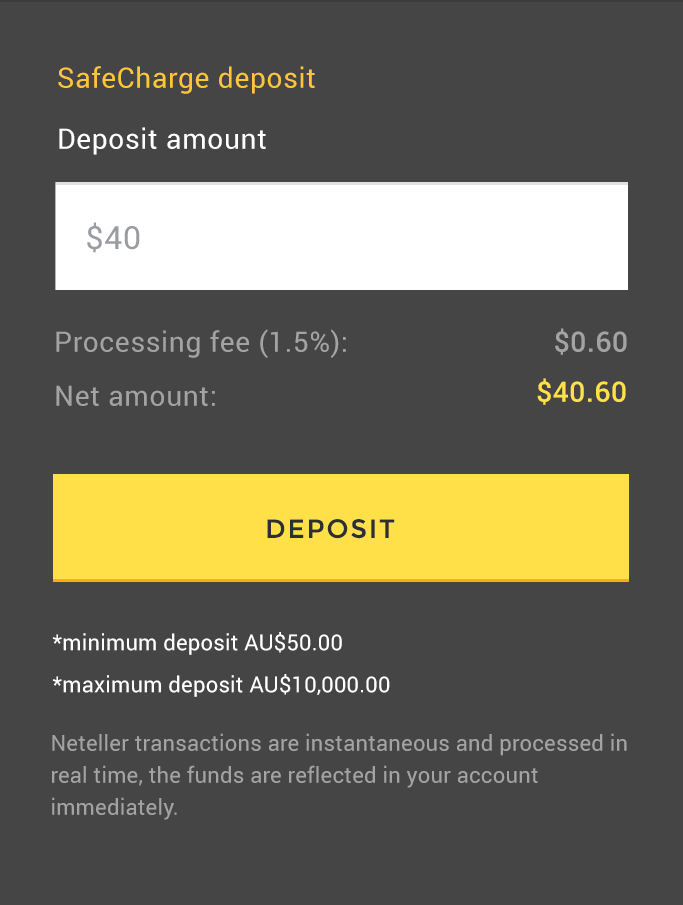 SafeCharge deposit
Deposit amount
$40
Processing fee (1.5%): $0.60
Net amount: $40.60
DEPOSIT
*minimum deposit AU$50.00
*maximum deposit AU$10,000.00
Neteller transactions are instantaneous and processed in
real time, the funds are reflected in your account
immediately.